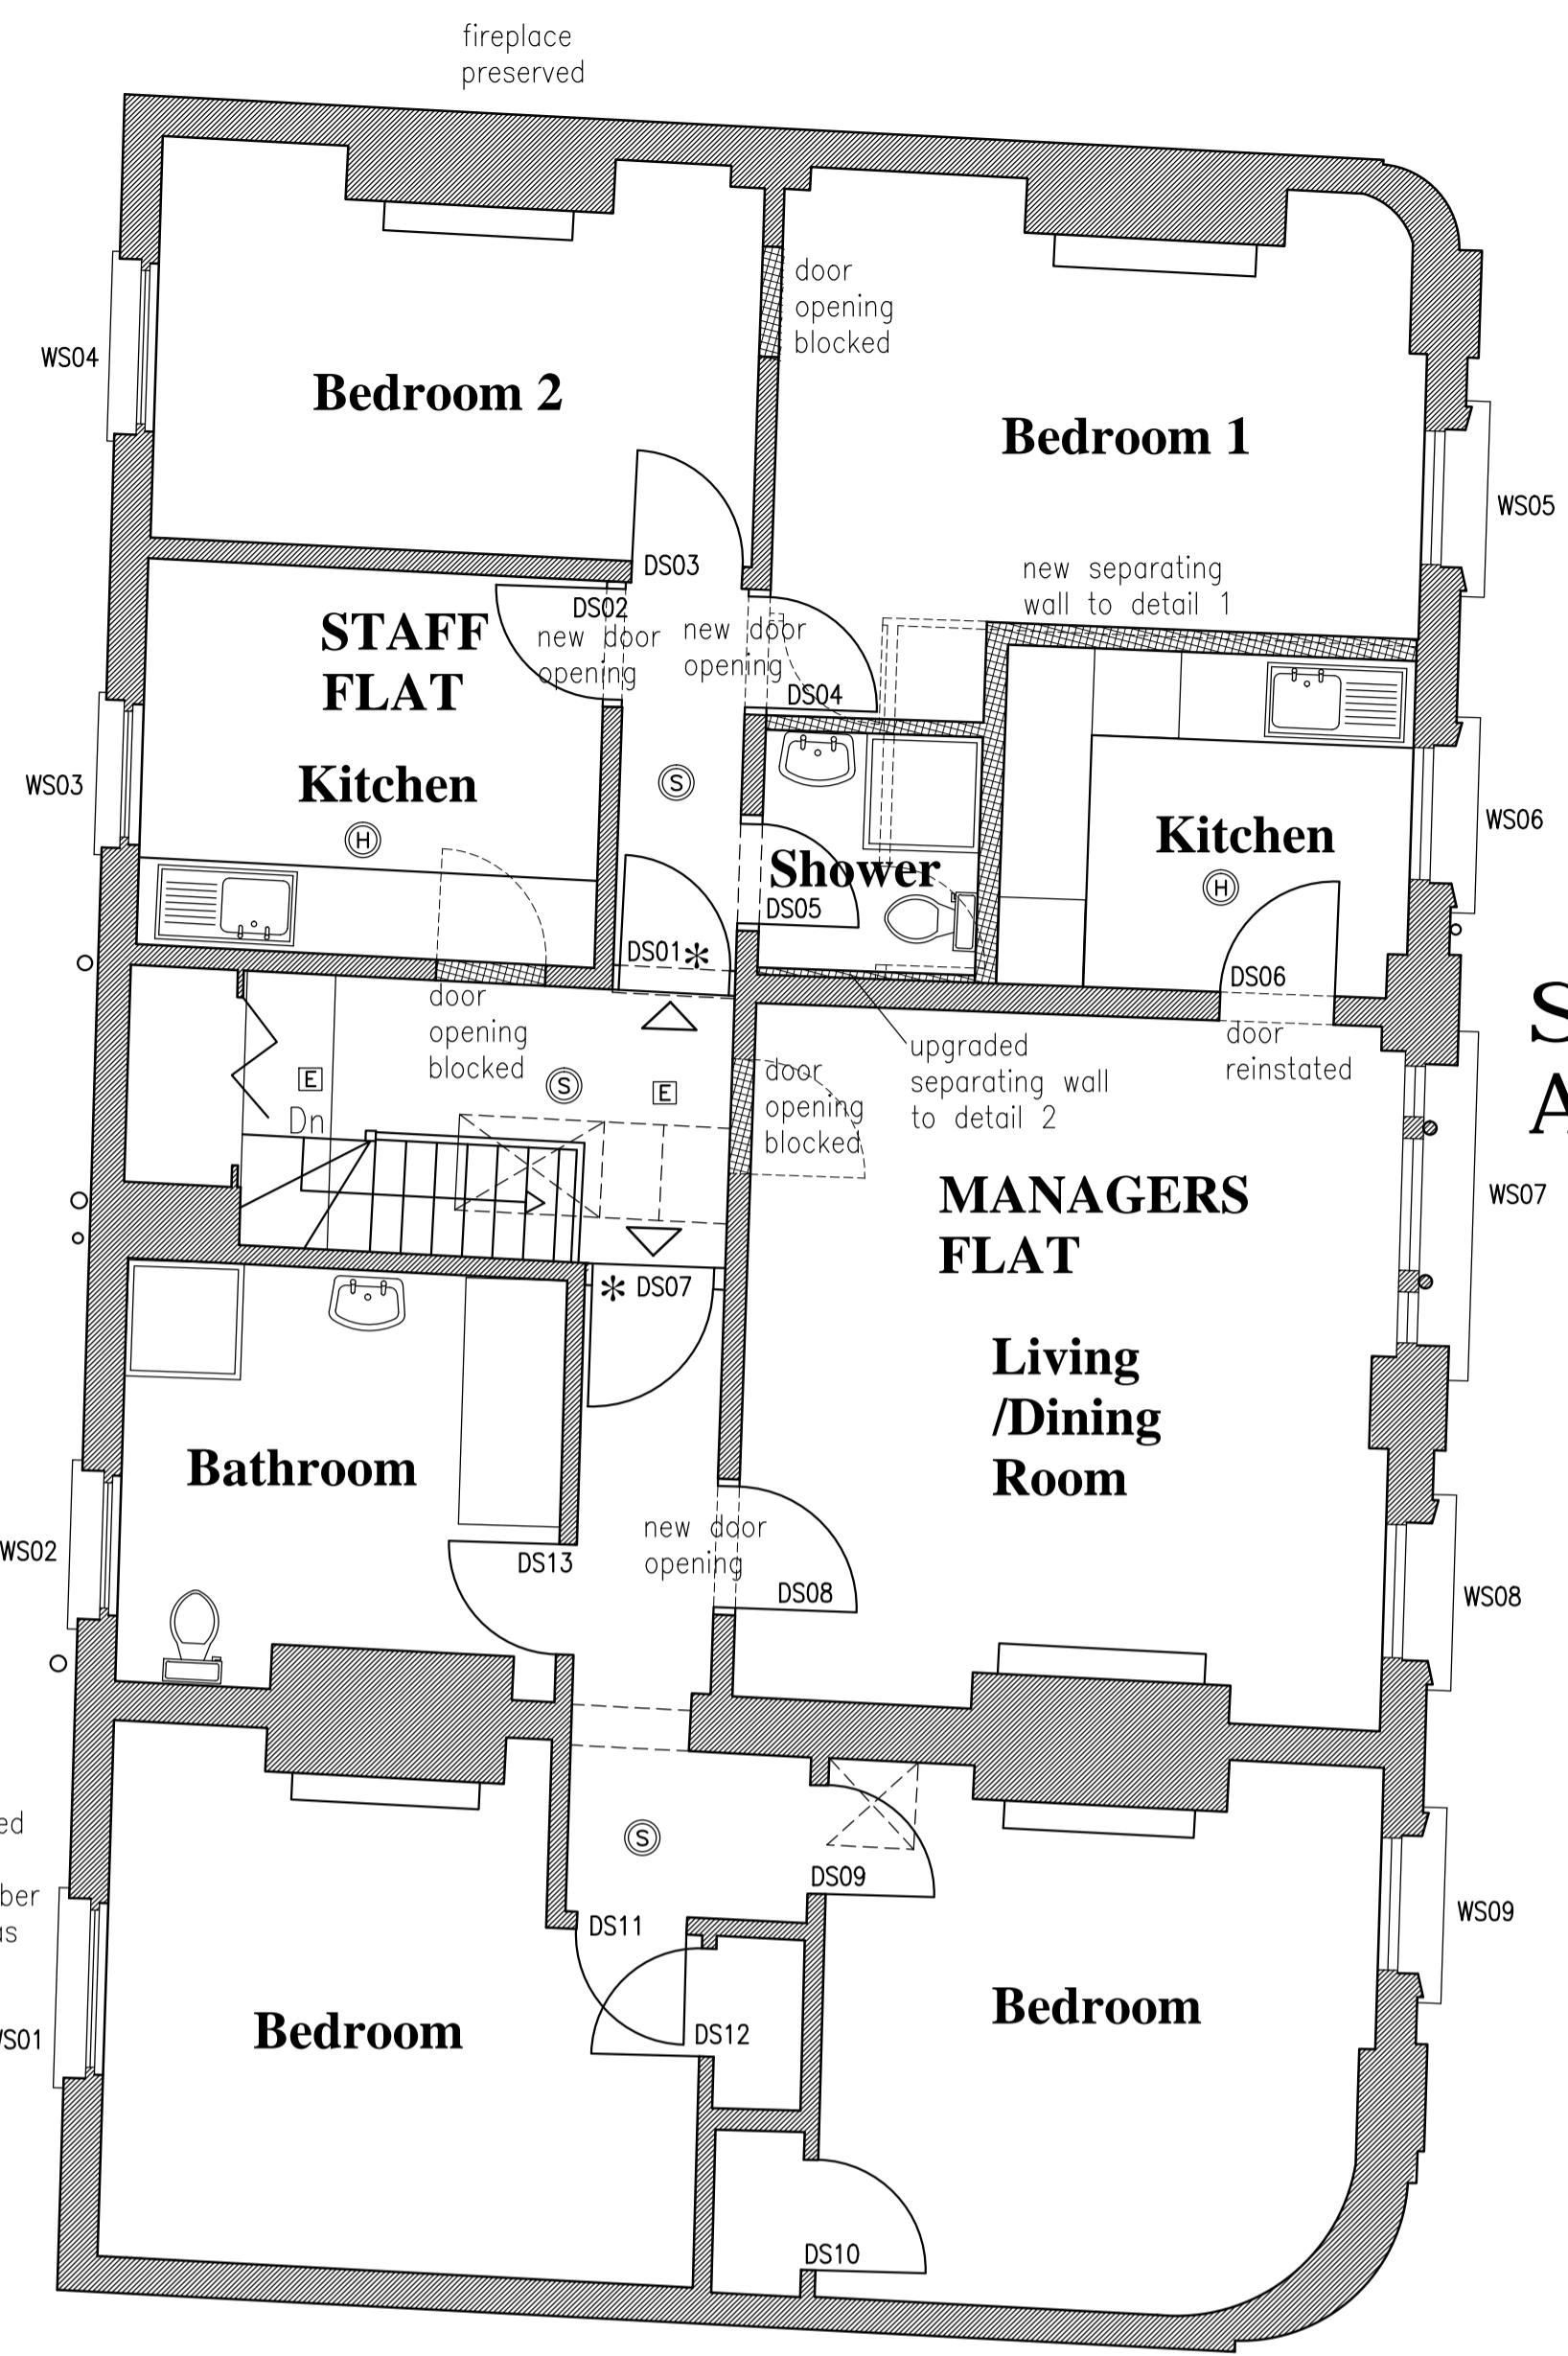 fireplace
preserved
WS04
Bedroom 2
door
opening
blocked
Bedroom 1
WS05
DS03
new separating
wall to detail 1
DS02
STAFF
FLAT
new door
opening
new door
opening
DS04
WS03
Kitchen
H
S
Shower
DS05
Kitchen
H
WS06
DS01*
DS06
door
opening
blocked
upgraded
separating wall
to detail 2
door
reinstated
S
A
E
Dn
S
E
door
opening
blocked
MANAGERS
FLAT
WS07
* DS07
Living
/Dining
Room
Bathroom
WS02
new door
opening
DS13
DS08
WS08
S
DS09
WS09
DS11
DS12
Bedroom
Bedroom
DS10